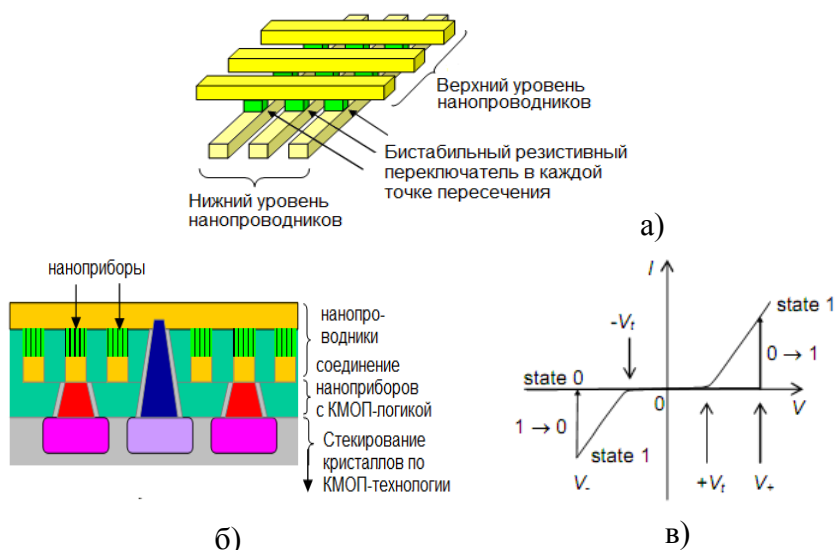 Верхний уровень
нанопроводников
Бистабильный резистивный
переключатель в каждой
точке пересечения
Нижний уровень
нанопроводников
а)
наноприборы
нанопро-
водники
соединение
наноприборов
с КМОП-логикой
Стекирование
кристаллов по
КМОП-технологии
б)
I
state 1
-Vt
0 → 1
state 0
0
V
1 → 0
state 1
V-
+Vt
V+
в)